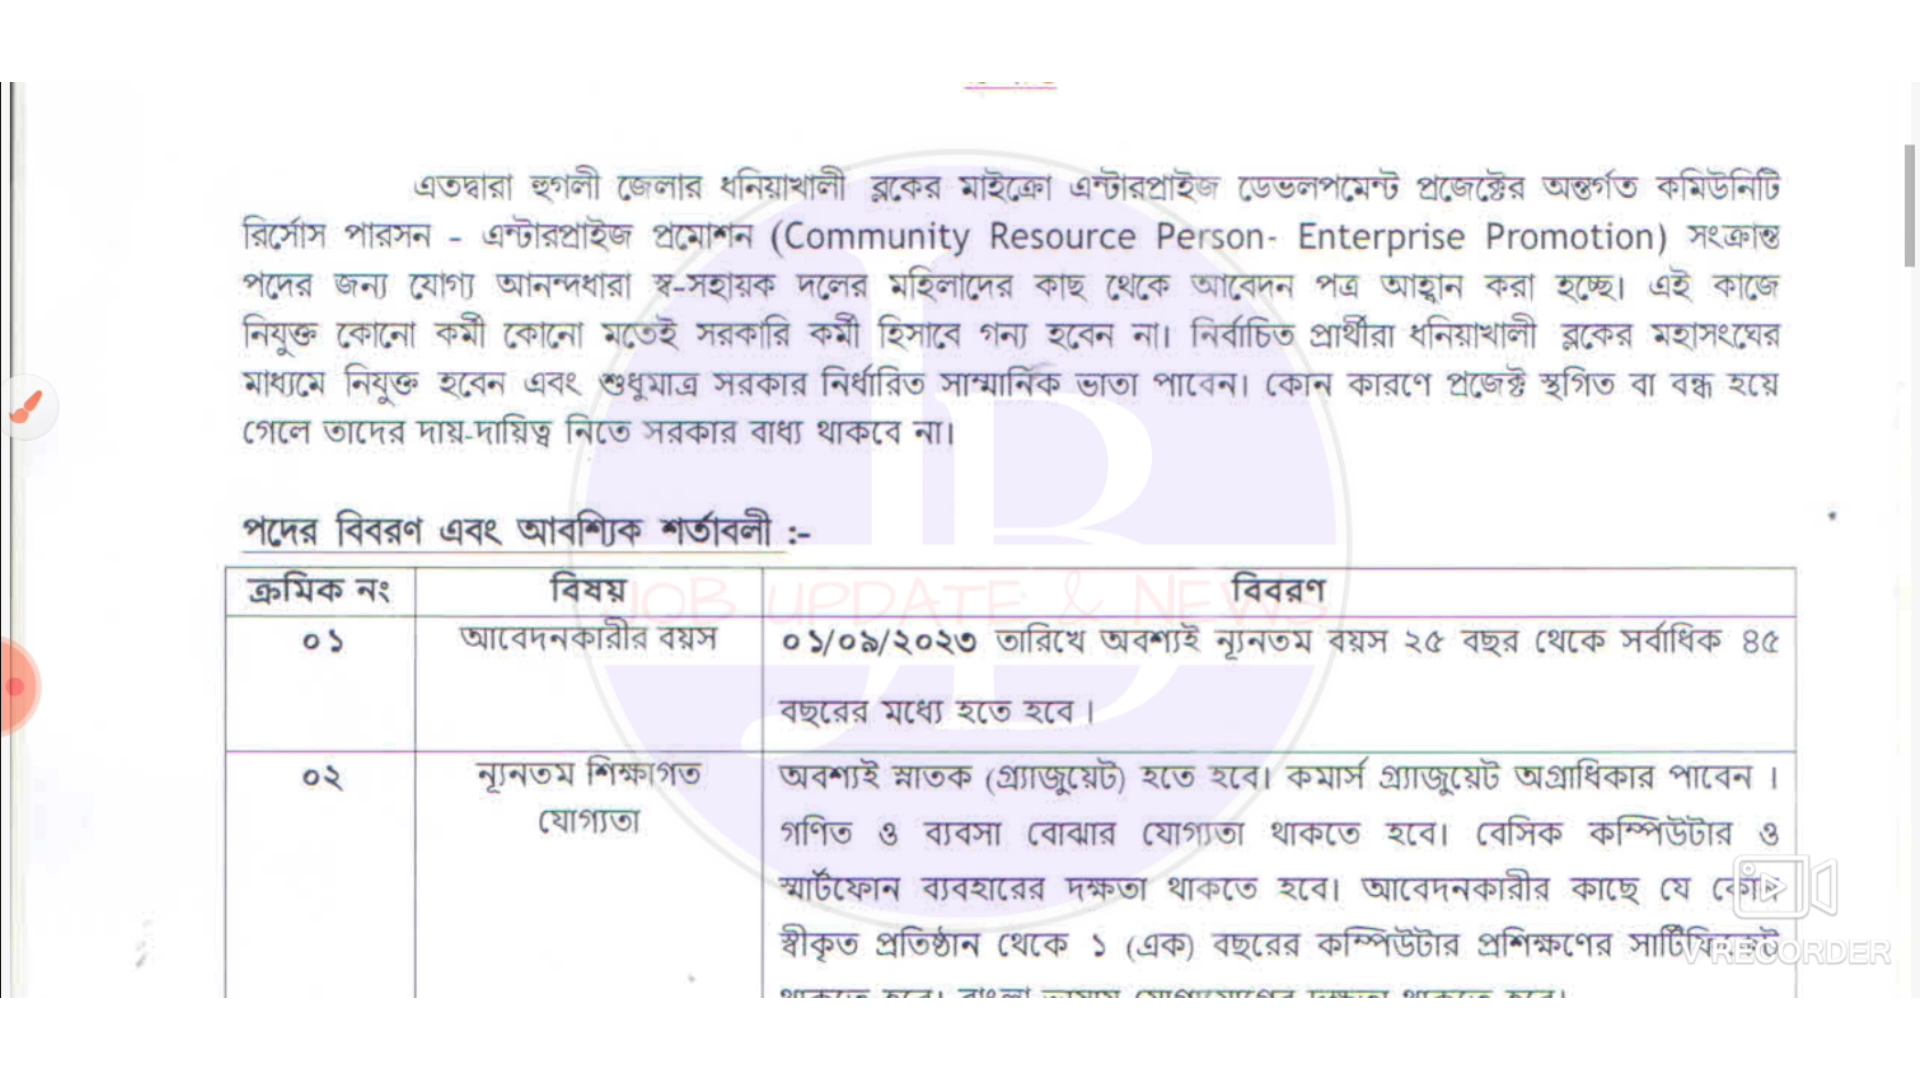 এতদ্বারা হুগলী জেলার ধনিয়াখালী ব্লকের মাইক্রো এন্টারপ্রাইজ ডেভলপমেন্ট প্রজেক্টের অন্তর্গত কমিউনিটি
রির্সোস পারসন - এন্টারপ্রাইজ প্রমোশন (Community Resource Person- Enterprise Promotion) সংক্রান্ত
পদের জন্য যোগ্য আনন্দধারা স্ব-সহায়ক দলের মহিলাদের কাছ থেকে আবেদন পত্র আহ্বান করা হচ্ছে। এই কাজে
নিযুক্ত কোনো কর্মী কোনো মতেই সরকারি কর্মী হিসাবে গন্য হবেন না। নির্বাচিত প্রার্থীরা ধনিয়াখালী ব্লকের মহাসংঘের
মাধ্যমে নিযুক্ত হবেন এবং শুধুমাত্র সরকার নির্ধারিত সাম্মানিক ভাতা পাবেন। কোন কারণে প্রজেক্ট স্থগিত বা বন্ধ হয়ে
গেলে তাদের দায়-দায়িত্ব নিতে সরকার বাধ্য থাকবে না।
পদের বিবরণ এবং আবশ্যিক শর্তাবলী :-
ক্রমিক নং বিষয় বিবরণ
JOB UPDATE & NEWS
০১ আবেদনকারীর বয়স ০১/০৯/২০২৩ তারিখে অবশ্যই ন্যূনতম বয়স ২৫ বছর থেকে সর্বাধিক ৪৫
বছরের মধ্যে হতে হবে ।
০২ ন্যূনতম শিক্ষাগত অবশ্যই স্নাতক (গ্র্যাজুয়েট) হতে হবে। কমার্স গ্র্যাজুয়েট অগ্রাধিকার পাবেন ।
যোগ্যতা গণিত ও ব্যবসা বোঝার যোগ্যতা থাকতে হবে। বেসিক কম্পিউটার ও
স্মার্টফোন ব্যবহারের দক্ষতা থাকতে হবে। আবেদনকারীর কাছে যে কোন
স্বীকৃত প্রতিষ্ঠান থেকে ১ (এক) বছরের কম্পিউটার প্রশিক্ষণের সার্টিফিকেট
V RECORDER